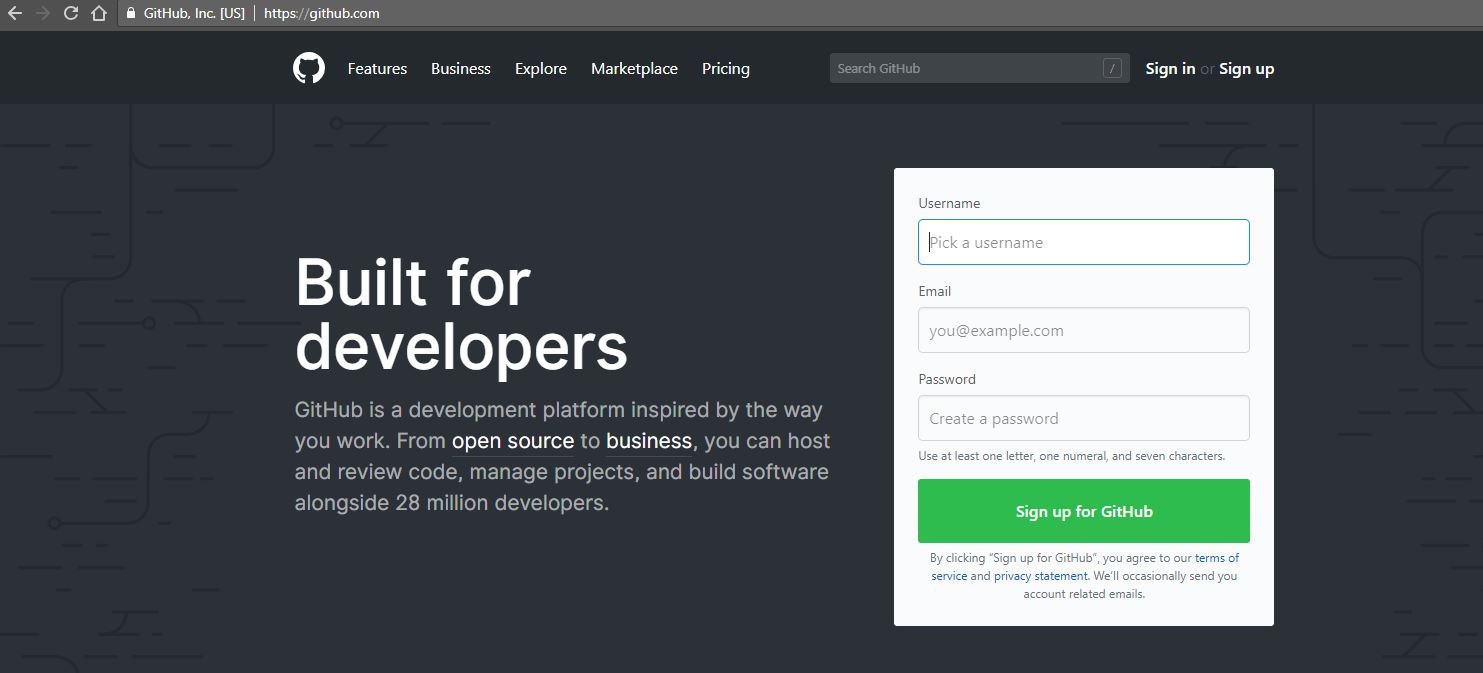 GitHub, Inc. [US] https://github.com
Features Business Explore Marketplace Pricing Search GitHub / Sign in or Sign up
Built for
developers
GitHub is a development platform inspired by the way
you work. From open source to business, you can host
and review code, manage projects, and build software
alongside 28 million developers.
Username
Pick a username
Email
you@example.com
Password
Create a password
Use at least one letter, one numeral, and seven characters.
Sign up for GitHub
By clicking “Sign up for GitHub”, you agree to our terms of
service and privacy statement. We’ll occasionally send you
account related emails.